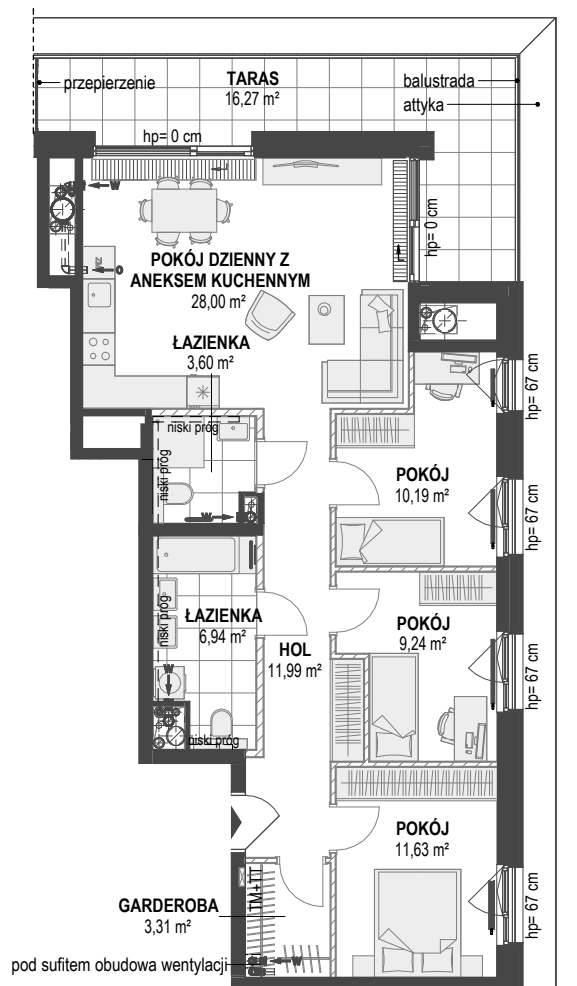 przepierzenie
TARAS
16,27 m²
balustrada
attyka
hp= 0 cm
W
hp= 0 cm
O
ZM
POKÓJ DZIENNY Z
ANEKSEM KUCHENNYM
28,00 m²
ŁAZIENKA
3,60 m²
hp= 67 cm
niski próg
niski próg
POKÓJ
10,19 m²
W
hp= 67 cm
ŁAZIENKA
6,94 m²
niski próg
HOL
11,99 m²
POKÓJ
9,24 m²
hp= 67 cm
W
niski próg
POKÓJ
11,63 m²
TM+TT
GARDEROBA
3,31 m²
hp= 67 cm
pod sufitem obudowa wentylacji
W